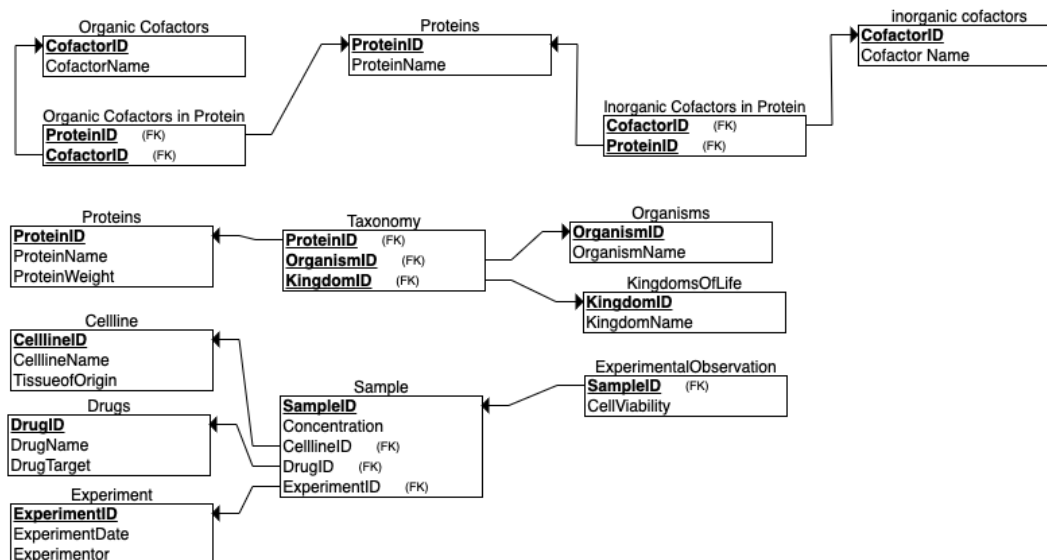 Organic Cofactors
CofactorID
CofactorName
Proteins
ProteinID
ProteinName
inorganic cofactors
CofactorID
Cofactor Name
Organic Cofactors in Protein
ProteinID (FK)
CofactorID (FK)
Inorganic Cofactors in Protein
CofactorID (FK)
ProteinID (FK)
Proteins
ProteinID
ProteinName
ProteinWeight
Taxonomy
ProteinID (FK)
OrganismID (FK)
KingdomID (FK)
Organisms
OrganismID
OrganismName
KingdomsOfLife
KingdomID
KingdomName
Cellline
CelllineID
CelllineName
TissueofOrigin
Drugs
DrugID
DrugName
DrugTarget
Experiment
ExperimentID
ExperimentDate
Experimentor
Sample
SampleID
Concentration
CelllineID (FK)
DrugID (FK)
ExperimentID (FK)
ExperimentalObservation
SampleID (FK)
CellViability